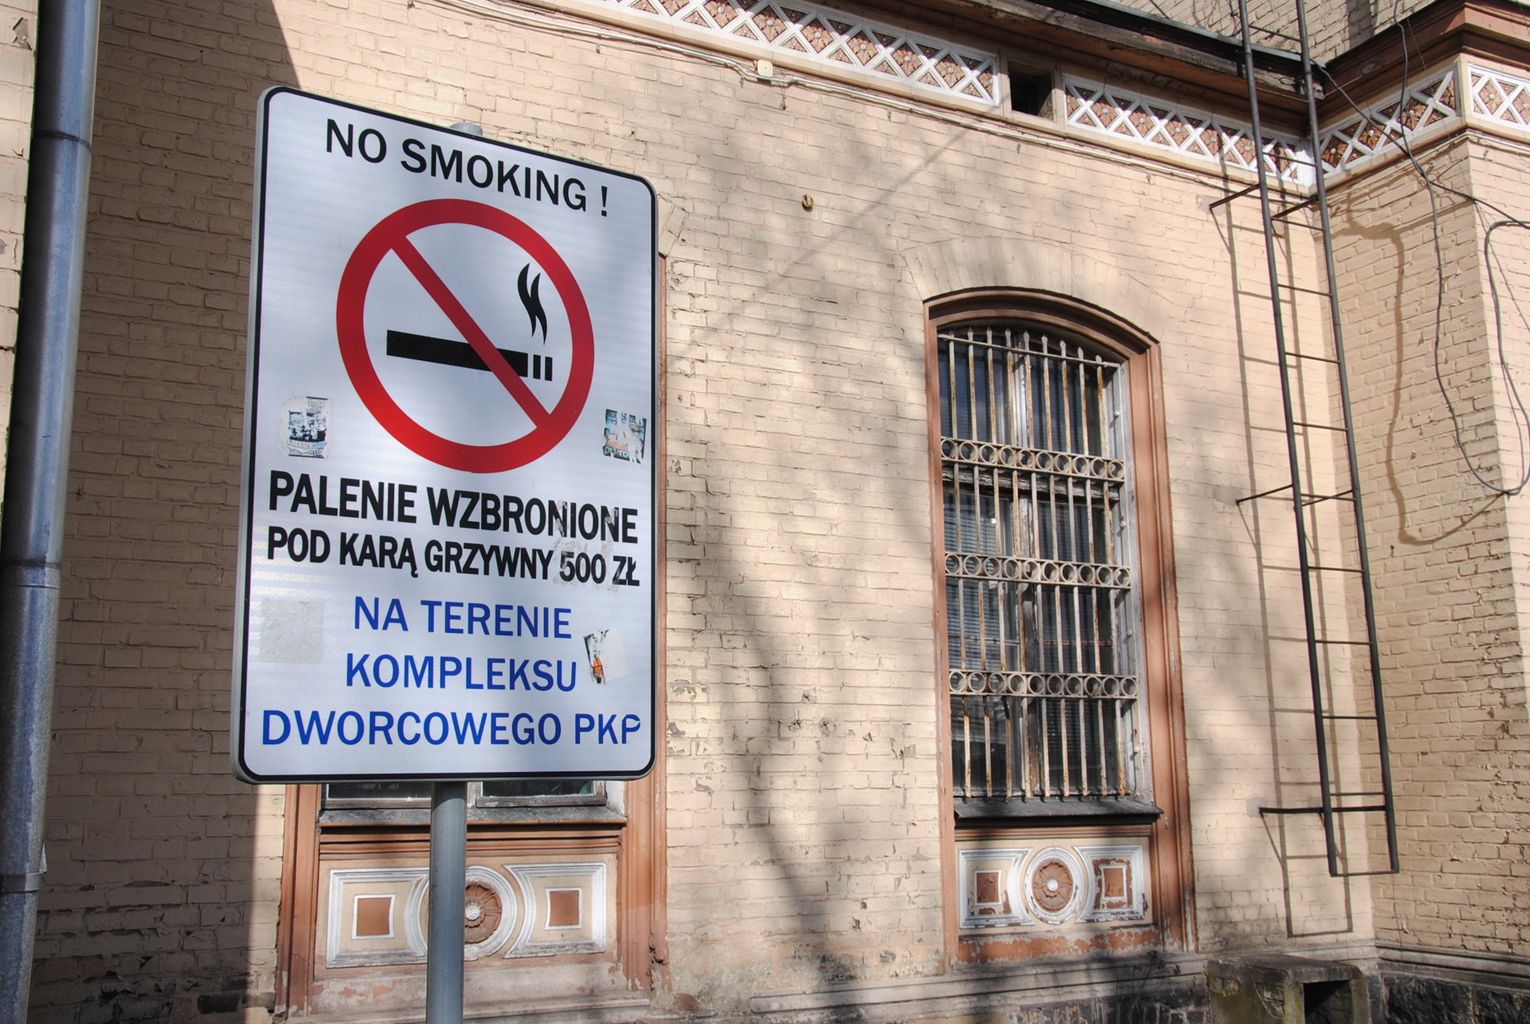 NO SMOKING !
PALENIE WZBRONIONE
POD KARĄ GRZYWNY 500 ZŁ
NA TERENIE
KOMPLEKSU
DWORCOWEGO PKP